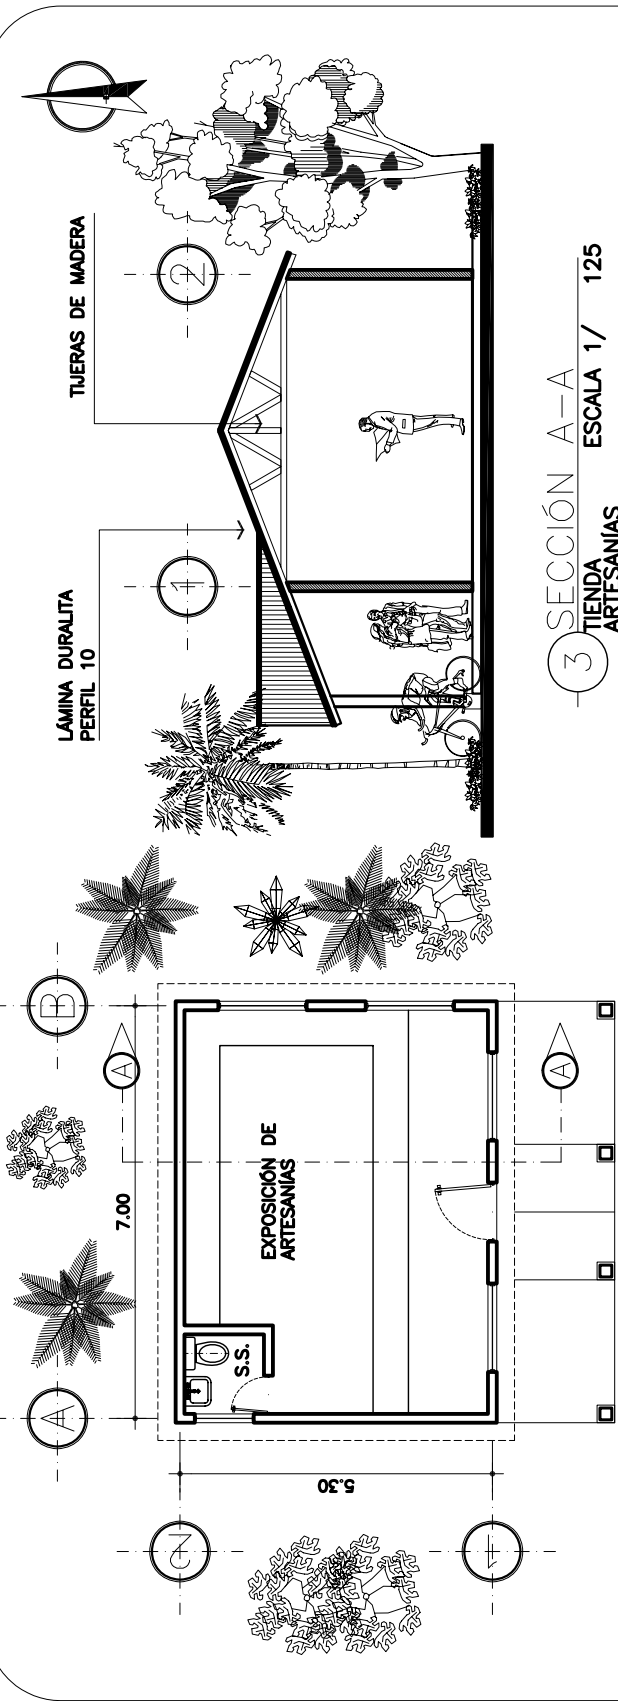 B
A
7.00
A
A
2
1
5.30
EXPOSICIÓN DE
ARTESANÍAS
S.S.
LÁMINA DURALITA
PERFIL 10
TIJERAS DE MADERA
1
2
3
SECCIÓN A-A
TIENDA
ARTESANÍAS
ESCALA 1/ 125